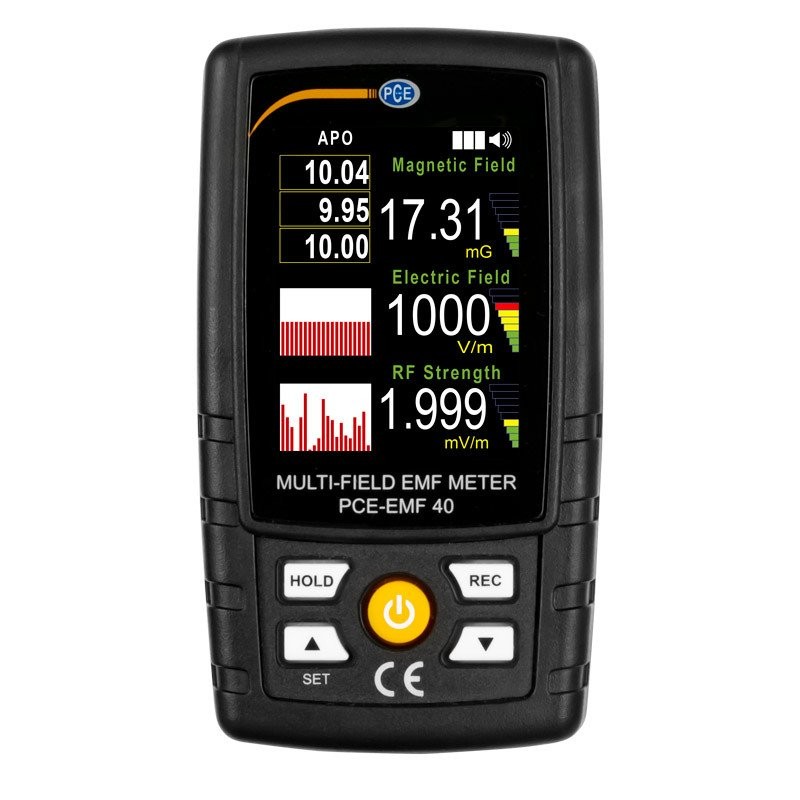 PCE
APO
10.04
9.95
10.00
Magnetic Field
17.31
mG
Electric Field
1000
V/m
RF Strength
1.999
mV/m
MULTI-FIELD EMF METER
PCE-EMF 40
HOLD
REC
SET
CE